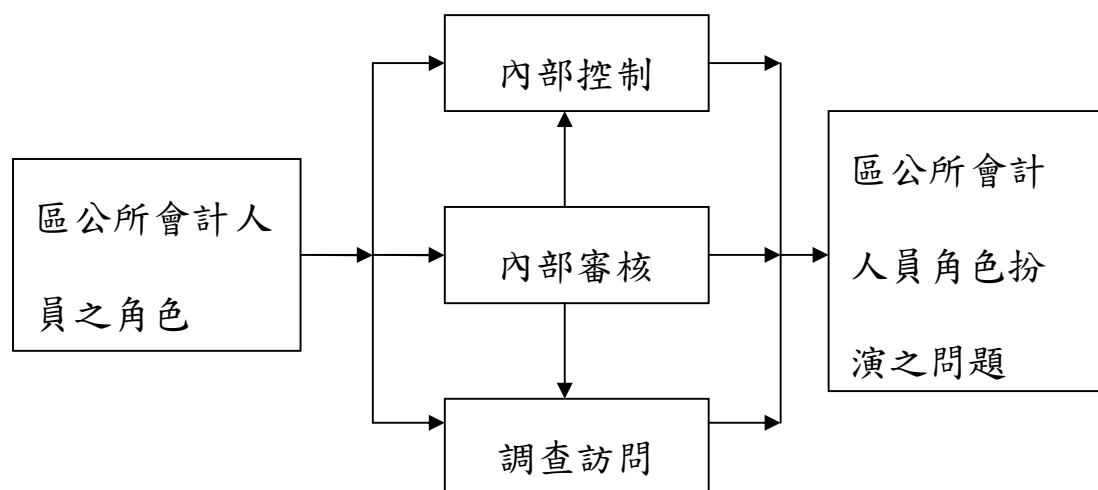 內部控制
區公所會計人
員之角色
內部審核
調查訪問
區公所會計
人員角色扮
演之問題